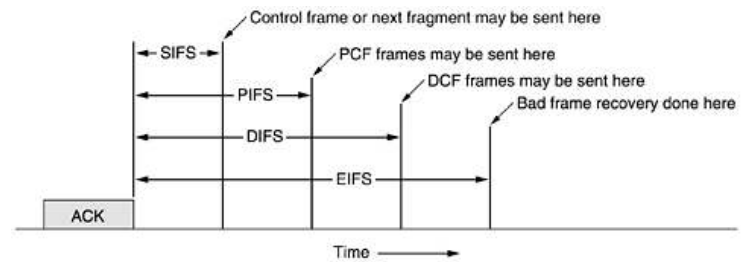 Control frame or next fragment may be sent here
SIFS
PCF frames may be sent here
PIFS
DCF frames may be sent here
DIFS
Bad frame recovery done here
EIFS
ACK
Time